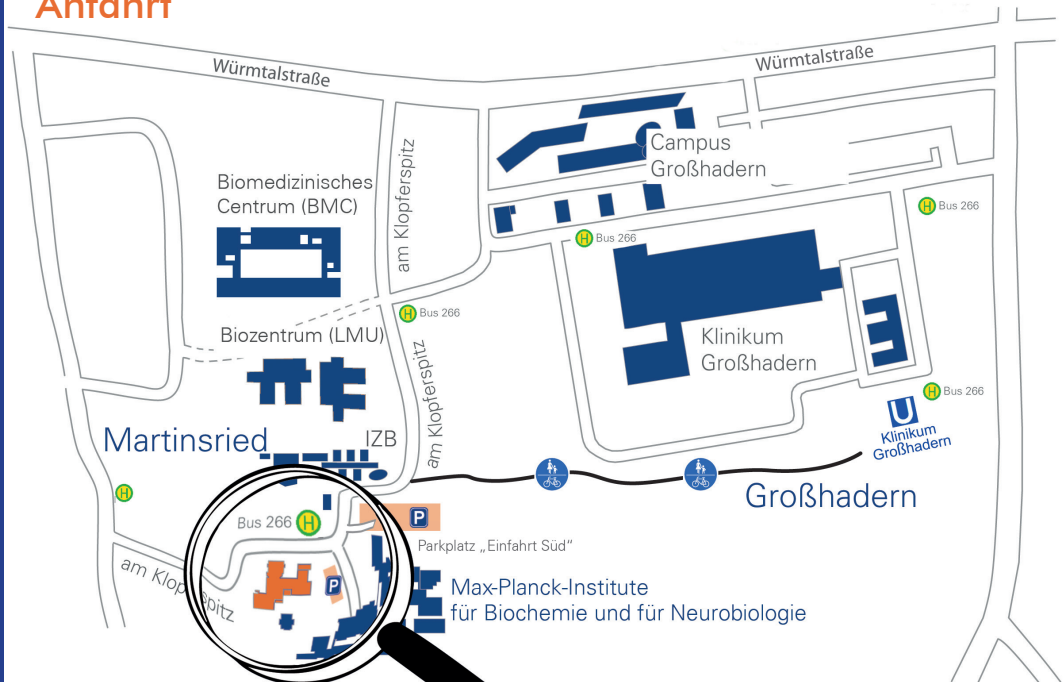 Anfahrt
Würmtalstraße
Würmtalstraße
am Klopferspitz
Campus
Großhadern
Biomedizinisches
Centrum (BMC)
H Bus 266
H Bus 266
H Bus 266
Biozentrum (LMU)
Klinikum
Großhadern
am Klopferspitz
H Bus 266
U
Klinikum
Großhadern
Martinsried
IZB
H
Großhadern
Bus 266 H
P
Parkplatz „Einfahrt Süd"
am Klopferspitz
P
Max-Planck-Institute
für Biochemie und für Neurobiologie